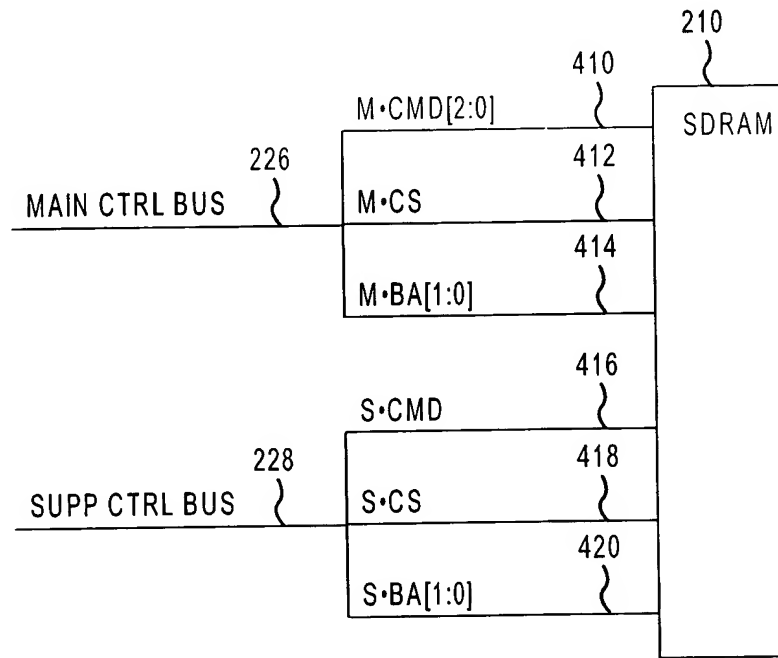 210
410
M•CMD[2:0]
SDRAM
226
412
MAIN CTRL BUS
M•CS
414
M•BA[1:0]
416
S•CMD
228
418
SUPP CTRL BUS
S•CS
420
S•BA[1:0]